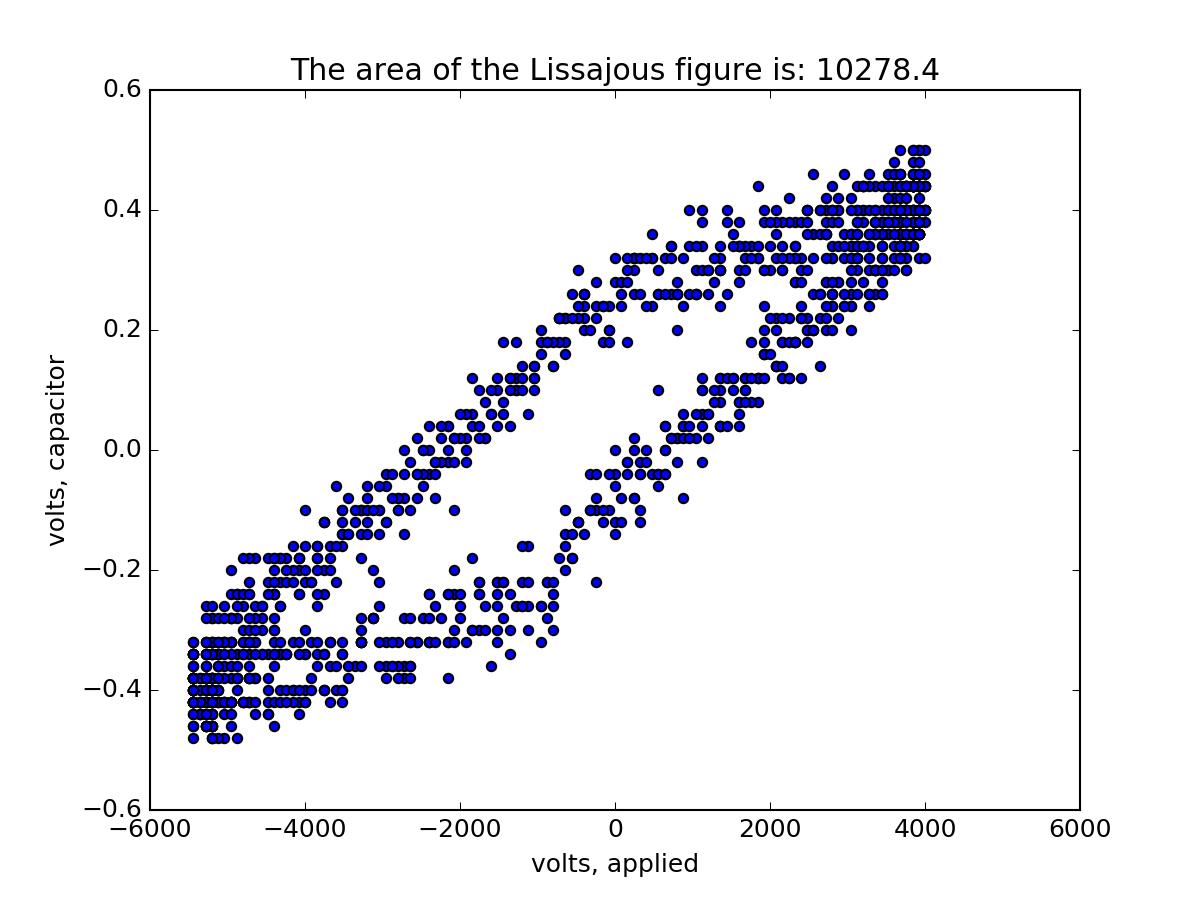 The area of the Lissajous figure is: 10278.4
0.6
0.4
0.2
0.0
−0.2
−0.4
−0.6
volts, capacitor
−6000 −4000 −2000 0 2000 4000 6000
volts, applied